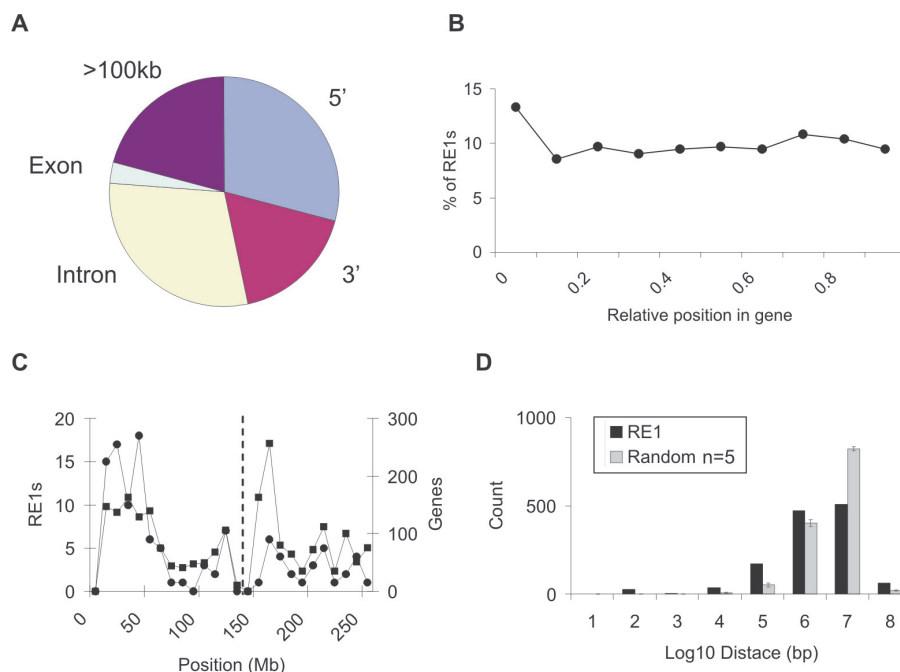 A
>100kb
5’
Exon
Intron
3’
B
15
10
5
0
% of RE1s
0
0.2
0.4
0.6
0.8
Relative position in gene
C
20
15
10
5
0
RE1s
300
200
100
0
Genes
0
50
100
150
200
250
Position (Mb)
D
1000
500
0
Count
RE1
Random n=5
1 2 3 4 5 6 7 8
Log10 Distace (bp)